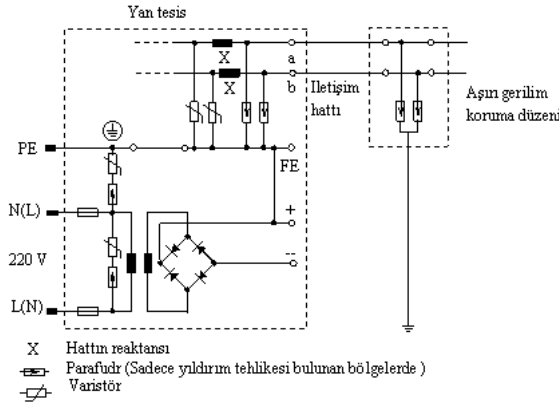 Yan tesis
X
a
X
b
Iletişim
hattı
Aşırı gerilim
koruma düzeni
PE
FE
N(L)
+
220 V
--
L(N)
X Hattın reaktansı
Parafudr (Sadece yıldırım tehlikesi bulunan bölgelerde )
Varistör